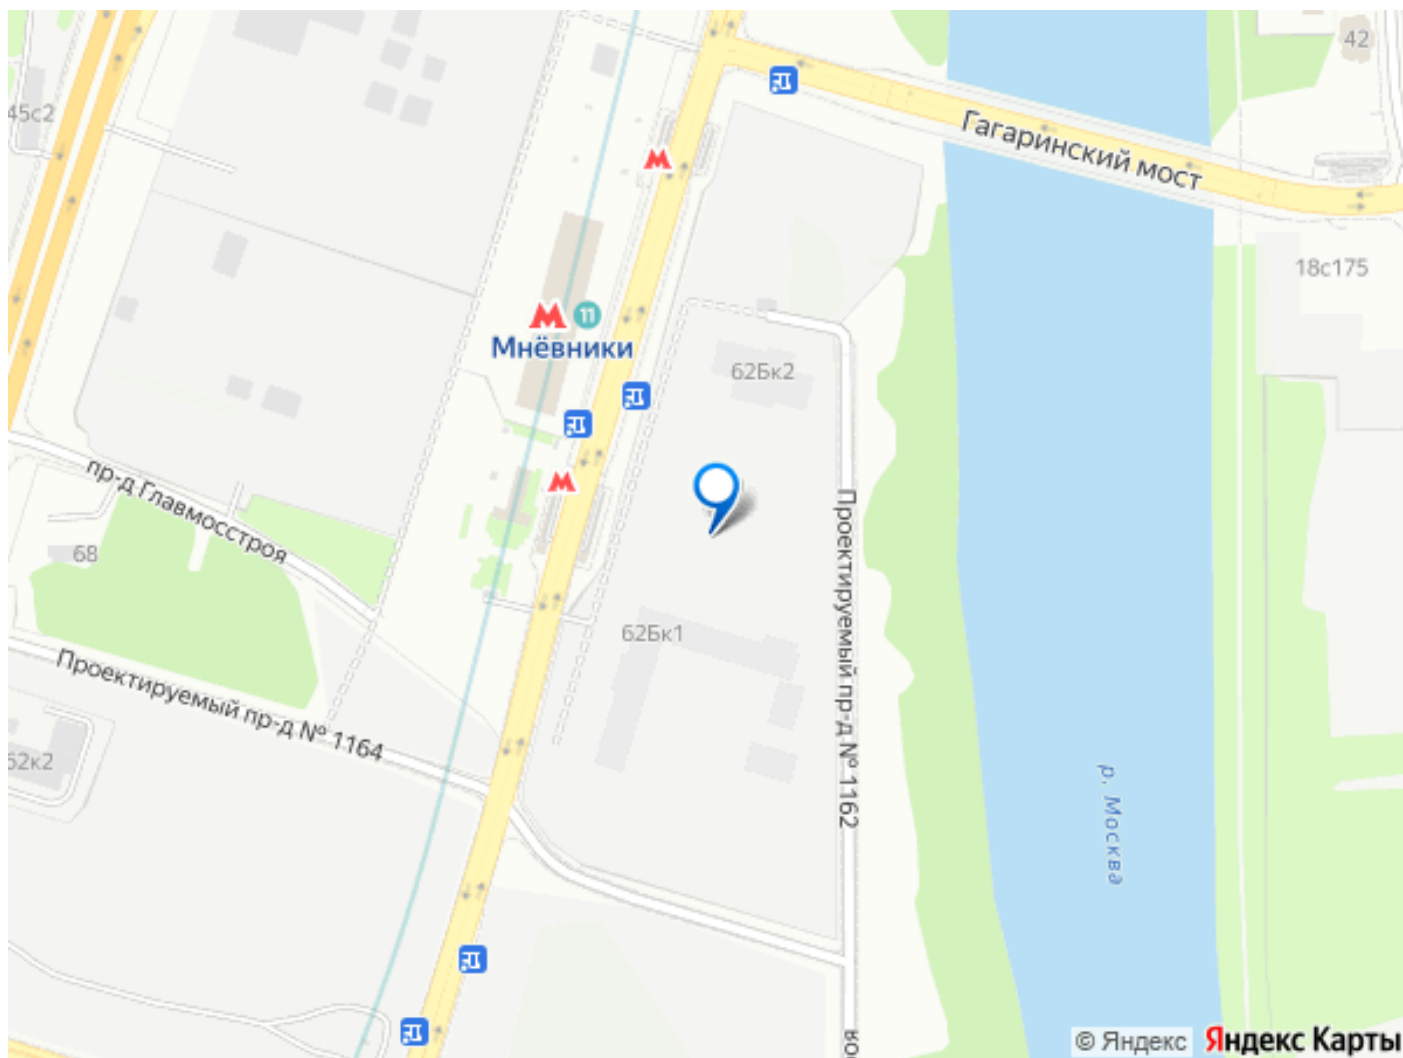 42
45с2
Гагаринский мост
18с175
11
Мнёвники
62Бк2
пр-д Главмосстроя
68
62Бк1
Проектируемый пр-д № 1162
Проектируемый пр-д № 1164
62к2
р. Москва
© Яндекс Яндекс Карты